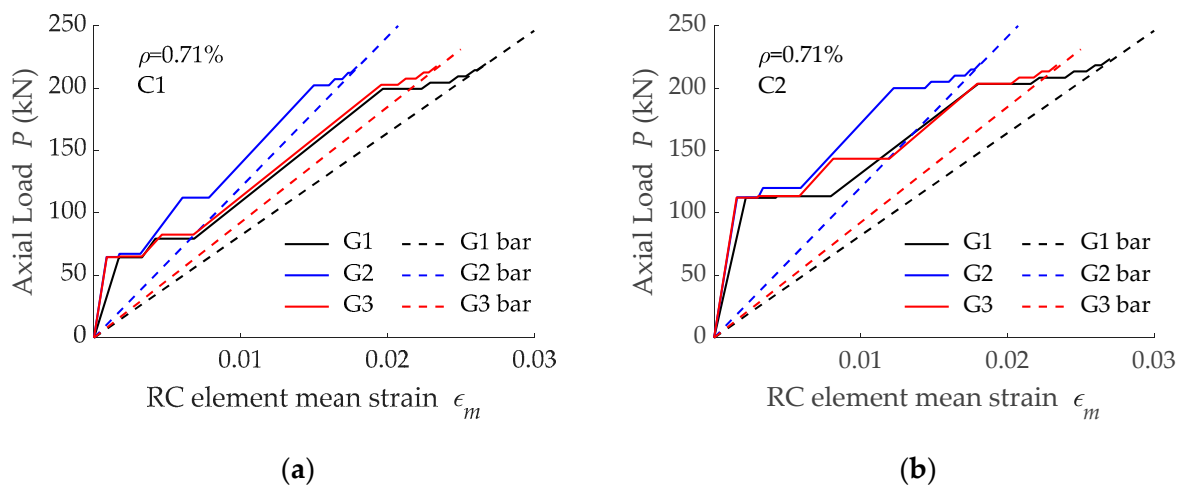 250
200
150
100
50
0
Axial Load P (kN)
ρ=0.71%
C1
G1 G1 bar
G2 G2 bar
G3 G3 bar
0.01 0.02 0.03
RC element mean strain ϵm
(a)
250
200
150
100
50
0
Axial Load P (kN)
ρ=0.71%
C2
G1 G1 bar
G2 G2 bar
G3 G3 bar
0.01 0.02 0.03
RC element mean strain ϵm
(b)